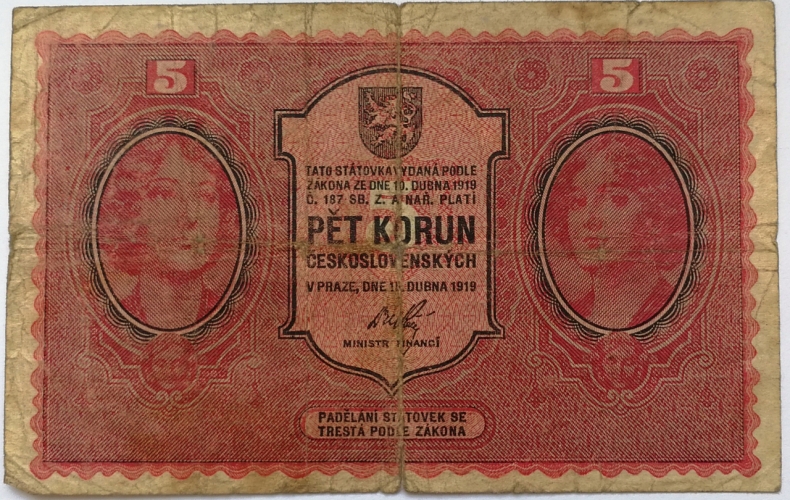 5 5
TATO STÁTOVKA VYDANÁ PODLE
ZÁKONA ZE DNE 10. DUBNA 1919
Č. 187 SB. Z. A NAŘ. PLATÍ
PĚT KORUN
ČESKOSLOVENSKÝCH
V PRAZE, DNE 15. DUBNA 1919
MINISTR FINANCÍ
PADĚLÁNÍ STÁTOVEK SE
TRESTÁ PODLE ZÁKONA